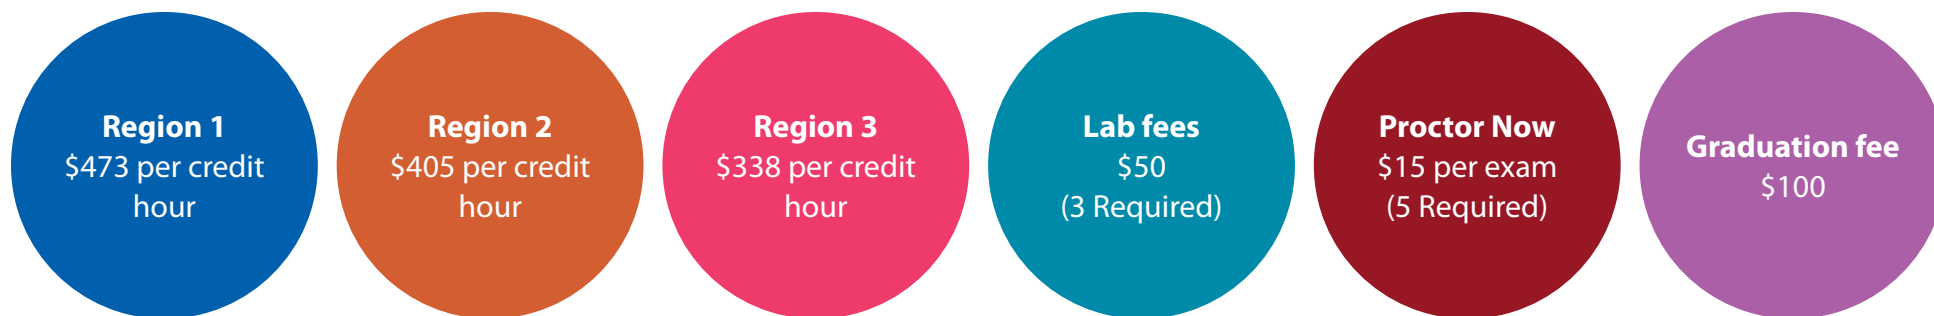 Region 1
$473 per credit
hour
Region 2
$405 per credit
hour
Region 3
$338 per credit
hour
Lab fees
$50
(3 Required)
Proctor Now
$15 per exam
(5 Required)
Graduation fee
$100